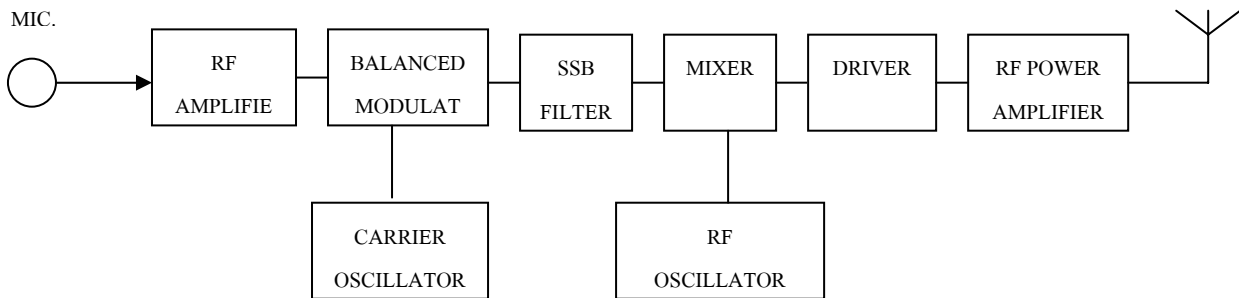 MIC.
RF
AMPLIFIE
BALANCED
MODULAT
SSB
FILTER
MIXER
DRIVER
RF POWER
AMPLIFIER
CARRIER
OSCILLATOR
RF
OSCILLATOR